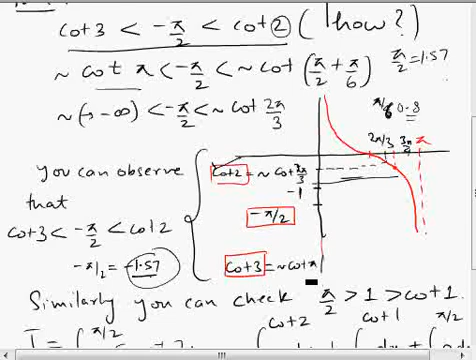 cot 3 < -π/2 < cot 2 ( how? )
~ cot π < -π/2 < ~ cot ( π/2 + π/6 )
π/2 = 1.57
~ (→ -∞) < -π/2 < ~ cot 2π/3
0.8
2π/3 π
you can observe
that
cot 3 < -π/2 < cot 2
-π/2 = -1.57
cot 2 = ~ cot 2π/3
-1
-π/2
cot 3 = ~ cot π
Similarly you can check π/2 > 1 > cot 1.
π/2 cot 2 cot 1 π/2
I = ∫